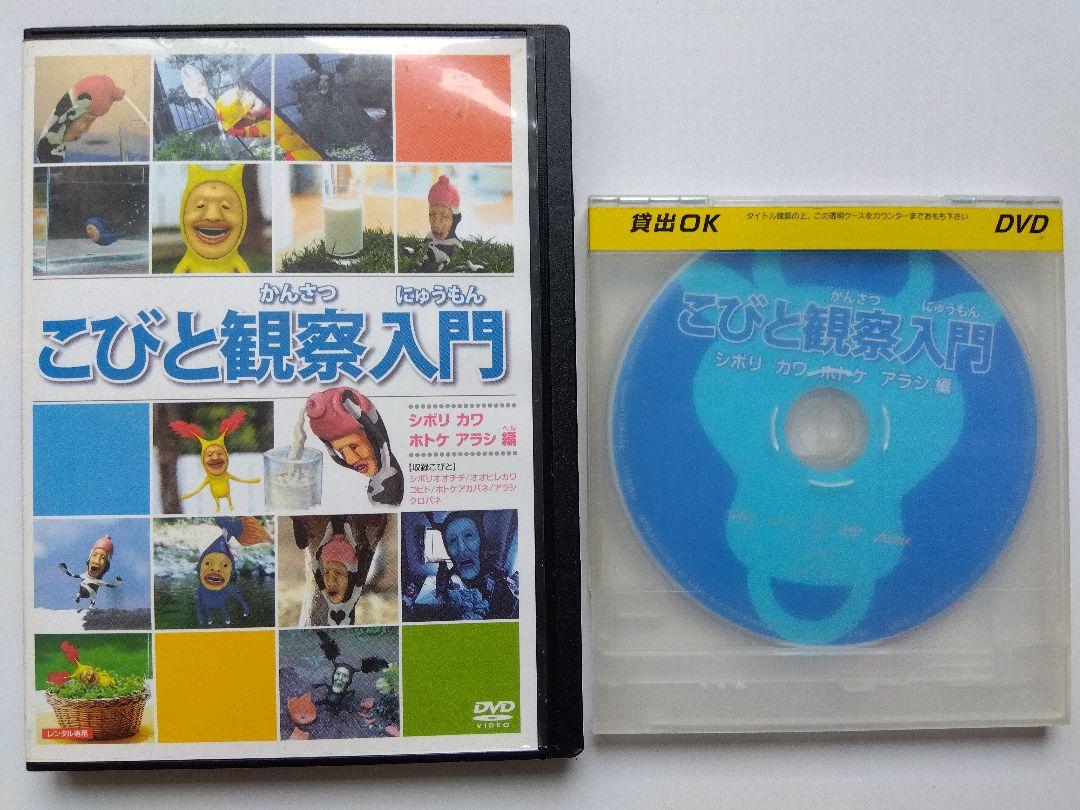 かんさつ にゅうもん
こびと観察入門
シボリ カワ
ホトケ アラシ 編
へん
【収録こびと】
シボリオオチチ/オオヒレカワ
コビト/ホトケアカバネ/アラシ
クロバネ
DVD
VIDEO
レンタル専用
貸出OK
タイトル確認の上、この透明ケースをカウンターまでおもち下さい
DVD
かんさつ にゅうもん
こびと観察入門
シボリ カワ ホトケ アラシ 編